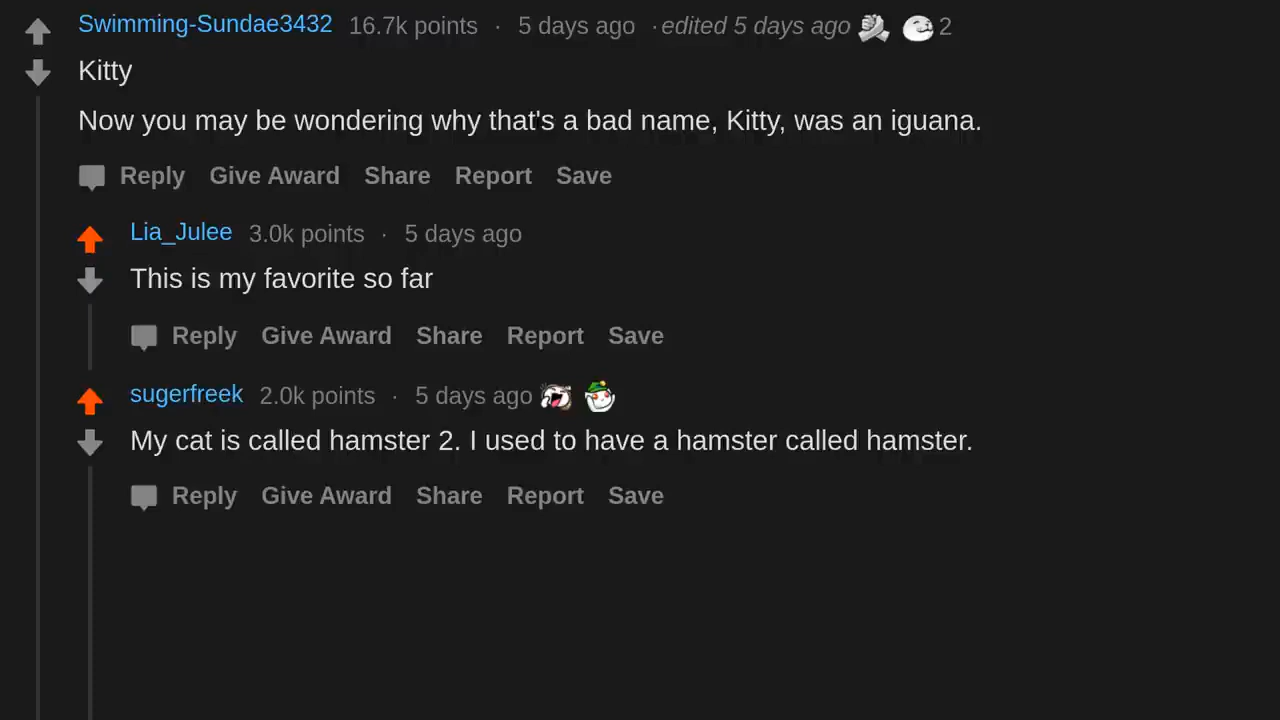 Swimming-Sundae3432 16.7k points · 5 days ago · edited 5 days ago 2
Kitty
Now you may be wondering why that's a bad name, Kitty, was an iguana.
Reply Give Award Share Report Save
Lia_Julee 3.0k points · 5 days ago
This is my favorite so far
Reply Give Award Share Report Save
sugerfreek 2.0k points · 5 days ago
My cat is called hamster 2. I used to have a hamster called hamster.
Reply Give Award Share Report Save